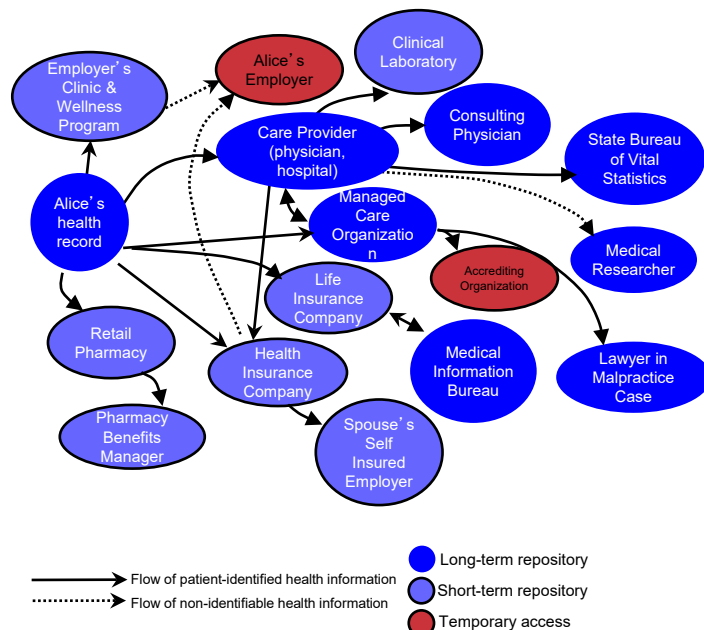 Clinical
Laboratory
Employer’s
Clinic &
Wellness
Program
Alice’s
Employer
Consulting
Physician
Care Provider
(physician,
hospital)
State Bureau
of Vital
Statistics
Alice’s
health
record
Managed
Care
Organizatio
n
Medical
Researcher
Accrediting
Organization
Life
Insurance
Company
Retail
Pharmacy
Health
Insurance
Company
Medical
Information
Bureau
Lawyer in
Malpractice
Case
Pharmacy
Benefits
Manager
Spouse’s
Self
Insured
Employer
Flow of patient-identified health information
Flow of non-identifiable health information
Long-term repository
Short-term repository
Temporary access